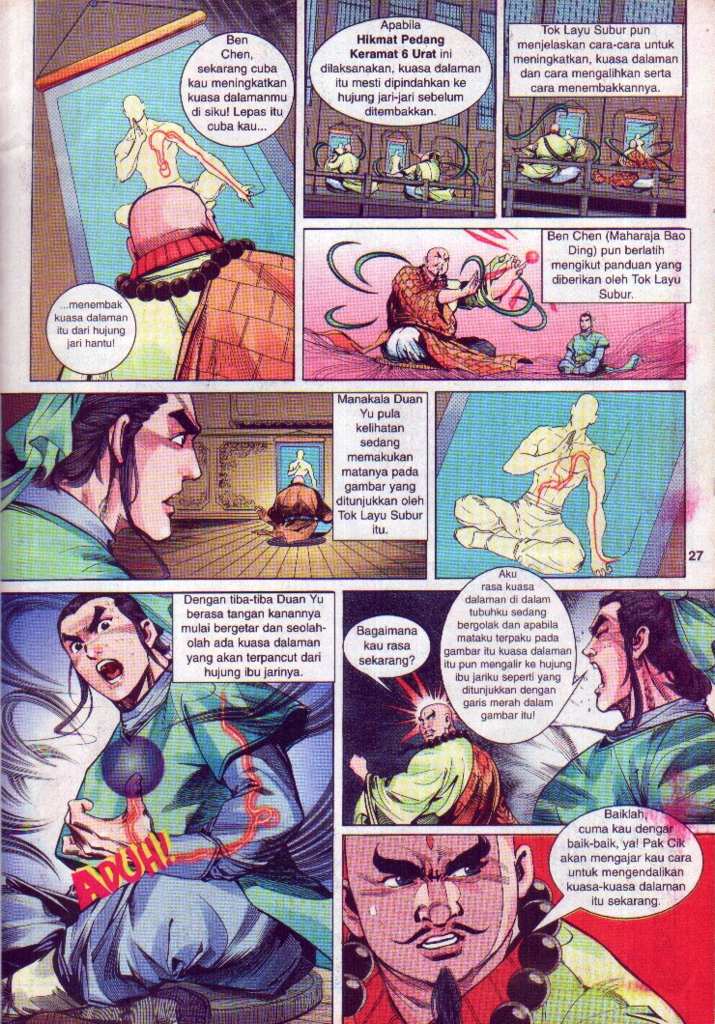 Ben
Chen,
sekarang cuba
kau meningkatkan
kuasa dalamanmu
di siku! Lepas itu
cuba kau...
...menembak
kuasa dalaman
itu dari hujung
jari hantu!
Apabila
Hikmat Pedang
Keramat 6 Urat ini
dilaksanakan, kuasa dalaman
itu mesti dipindahkan ke
hujung jari-jari sebelum
ditembakkan.
Tok Layu Subur pun
menjelaskan cara-cara untuk
meningkatkan, kuasa dalaman
dan cara mengalihkan serta
cara menembakkannya.
Ben Chen (Maharaja Bao
Ding) pun berlatih
mengikut panduan yang
diberikan oleh Tok Layu
Subur.
Manakala Duan
Yu pula
kelihatan
sedang
memakukan
matanya pada
gambar yang
ditunjukkan oleh
Tok Layu Subur
itu.
27
Dengan tiba-tiba Duan Yu
berasa tangan kanannya
mulai bergetar dan seolah-
olah ada kuasa dalaman
yang akan terpancut dari
hujung ibu jarinya.
ADUH!
Bagaimana
kau rasa
sekarang?
Aku
rasa kuasa
dalaman di dalam
tubuhku sedang
bergolak dan apabila
mataku terpaku pada
gambar itu, kuasa dalaman
itu pun mengalir ke hujung
ibu jariku seperti yang
ditunjukkan dengan
garis merah dalam
gambar itu!
Baiklah,
cuma kau dengar
baik-baik, ya! Pak Cik
akan mengajar kau cara
untuk mengendalikan
kuasa-kuasa dalaman
itu sekarang.